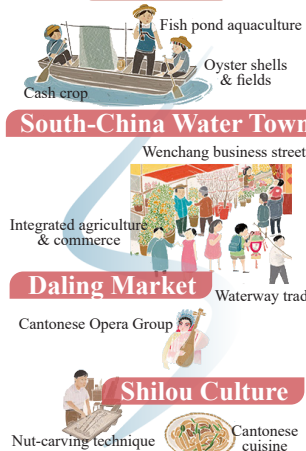 Fish pond aquaculture
Oyster shells
& fields
Cash crop
South-China Water Town
Wenchang business street
Integrated agriculture
& commerce
Daling Market
Waterway trad
Cantonese Opera Group
Shilou Culture
Nut-carving technique
Cantonese
cuisine